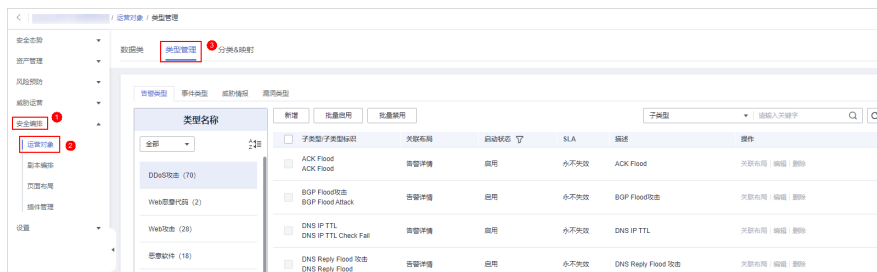 / 运营对象 / 类型管理
安全态势
资产管理
风险预防
威胁运营
安全编排 1
运营对象 2
剧本编排
页面布局
插件管理
设置
数据类 类型管理 3 分类&映射
告警类型 事件类型 威胁情报 漏洞类型
类型名称
全部
DDoS攻击 (70)
Web恶意代码 (2)
Web攻击 (28)
恶意软件 (18)
新增 批量启用 批量禁用 子类型 请输入关键字
子类型/子类型标识 关联布局 启动状态 SLA 描述 操作
ACK Flood 告警详情 启用 永不失效 ACK Flood 关联布局 编辑 删除
ACK Flood
BGP Flood攻击 告警详情 启用 永不失效 BGP Flood攻击 关联布局 编辑 删除
BGP Flood Attack
DNS IP TTL 告警详情 启用 永不失效 DNS IP TTL 关联布局 编辑 删除
DNS IP TTL Check Fail
DNS Reply Flood 攻击 告警详情 启用 永不失效 DNS Reply Flood 攻击 关联布局 编辑 删除
DNS Reply Flood